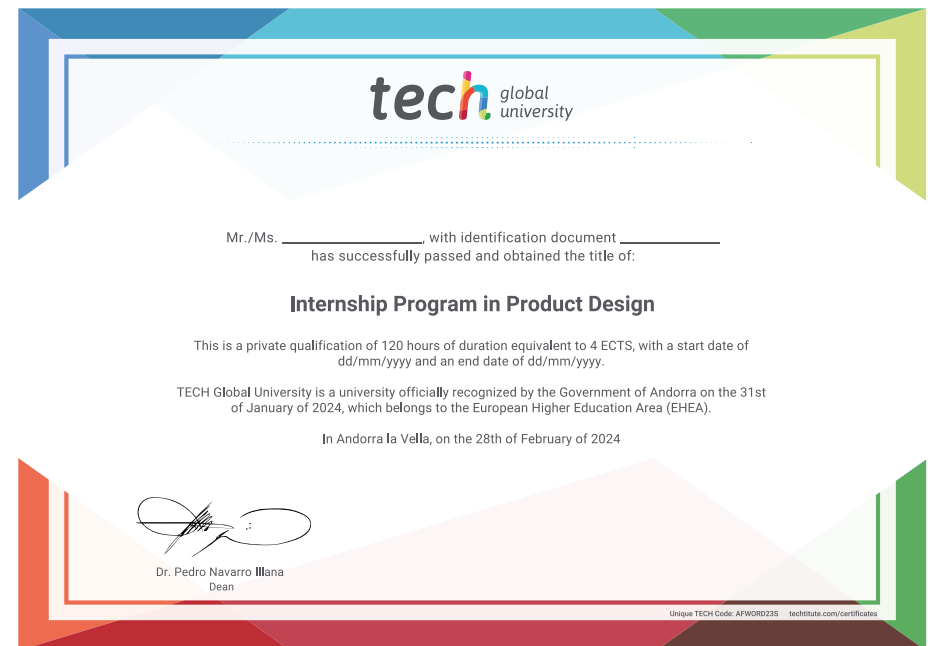 tech global
university
Mr./Ms. ____________, with identification document ____________
has successfully passed and obtained the title of:
Internship Program in Product Design
This is a private qualification of 120 hours of duration equivalent to 4 ECTS, with a start date of
dd/mm/yyyy and an end date of dd/mm/yyyy.
TECH Global University is a university officially recognized by the Government of Andorra on the 31st
of January of 2024, which belongs to the European Higher Education Area (EHEA).
In Andorra la Vella, on the 28th of February of 2024
Dr. Pedro Navarro Illana
Dean
Unique TECH Code: AFWORD23S techtitute.com/certificates